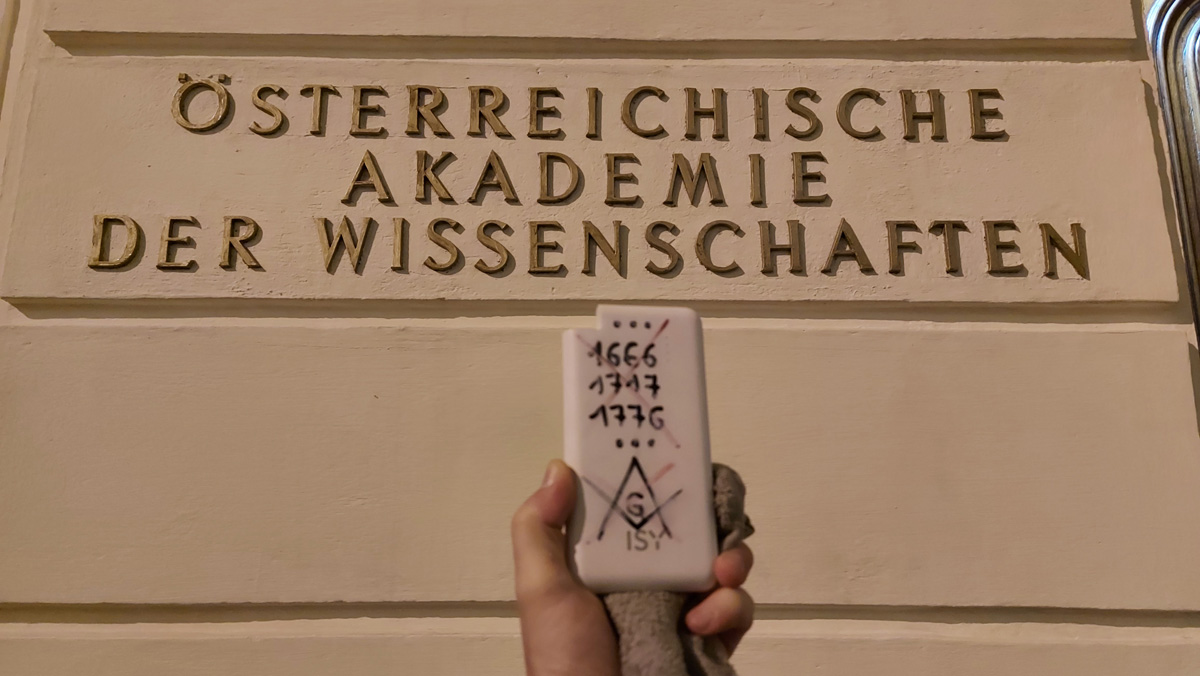 ÖSTERREICHISCHE
AKADEMIE
DER WISSENSCHAFTEN
...
1666
1717
1776
...
G
ISY